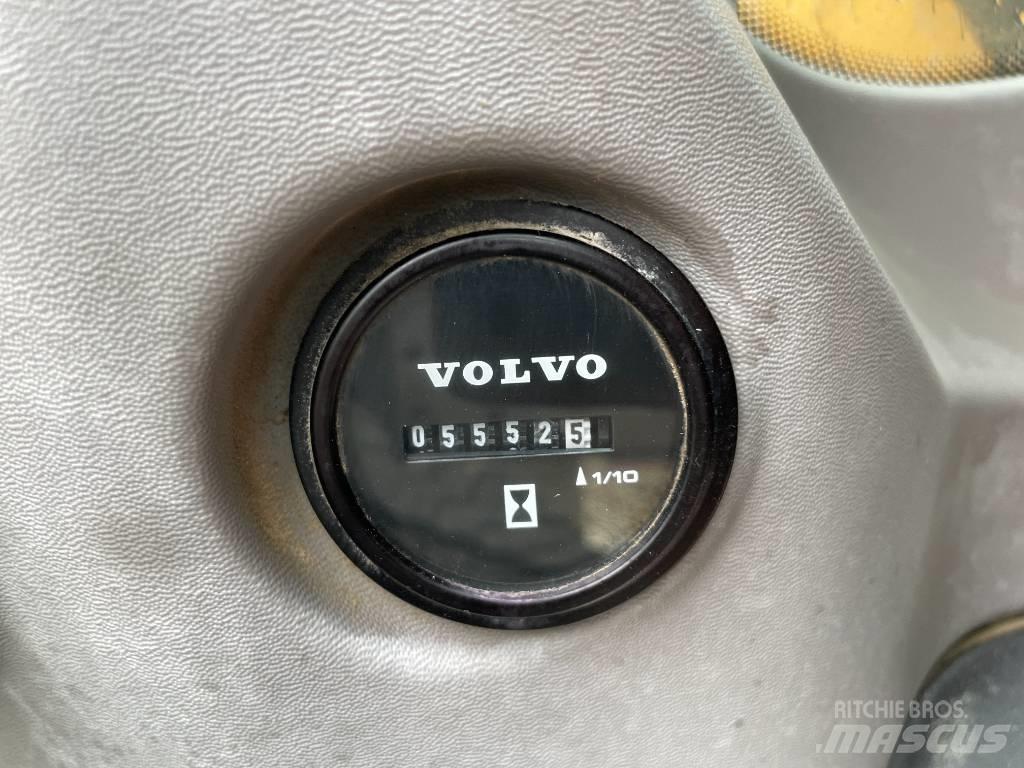 VOLVO
055525
1/10
RITCHIE BROS.
MASCUS